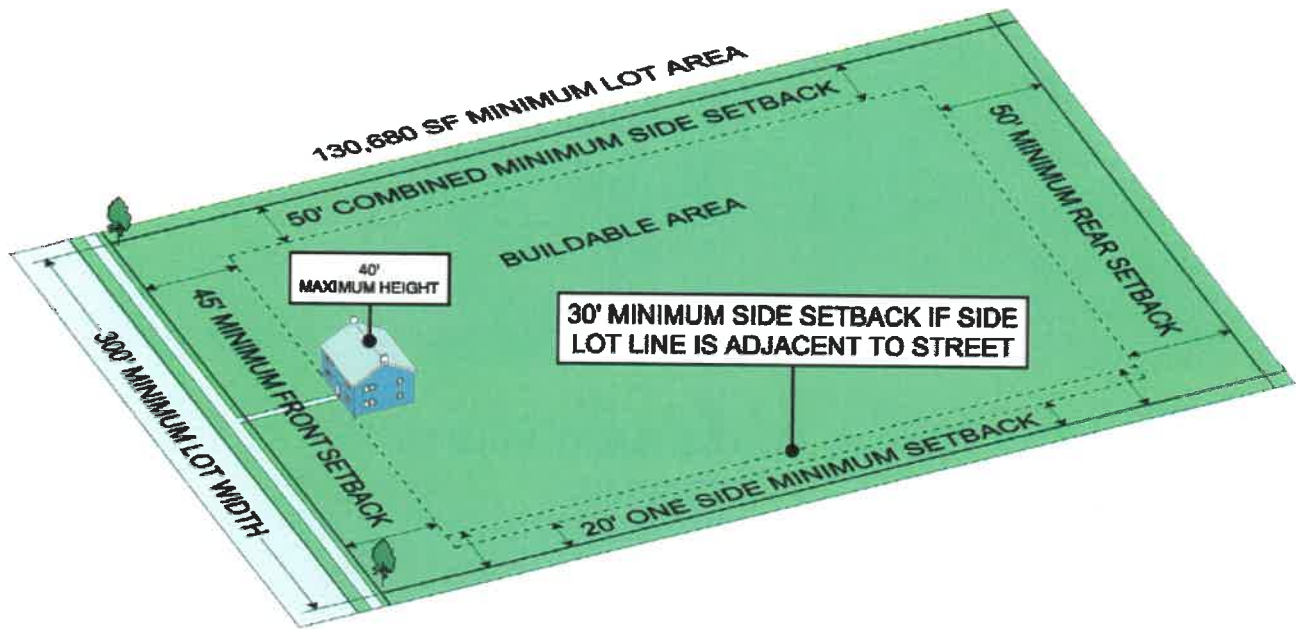 130,680 SF MINIMUM LOT AREA
50' COMBINED MINIMUM SIDE SETBACK
50' MINIMUM REAR SETBACK
BUILDABLE AREA
40'
MAXIMUM HEIGHT
30' MINIMUM SIDE SETBACK IF SIDE
LOT LINE IS ADJACENT TO STREET
45' MINIMUM FRONT SETBACK
300' MINIMUM LOT WIDTH
20' ONE SIDE MINIMUM SETBACK